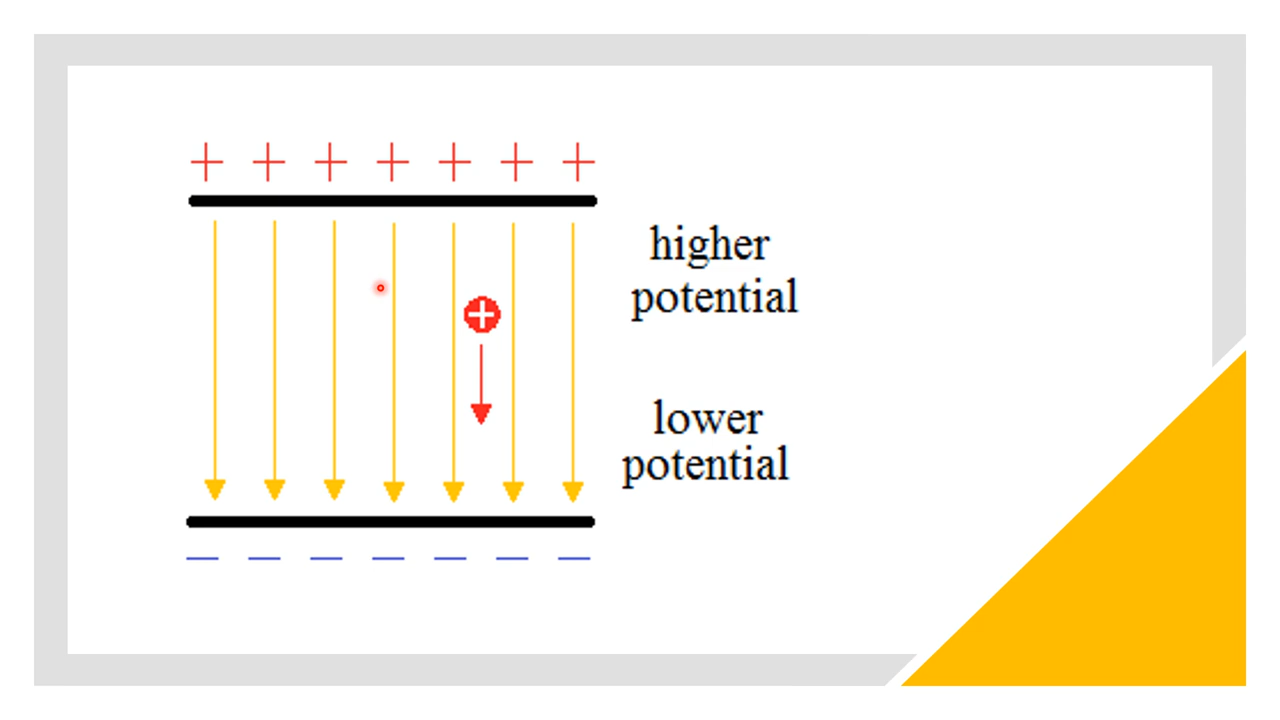 + + + + + + +
higher
potential
+
lower
potential
— — — — — — —